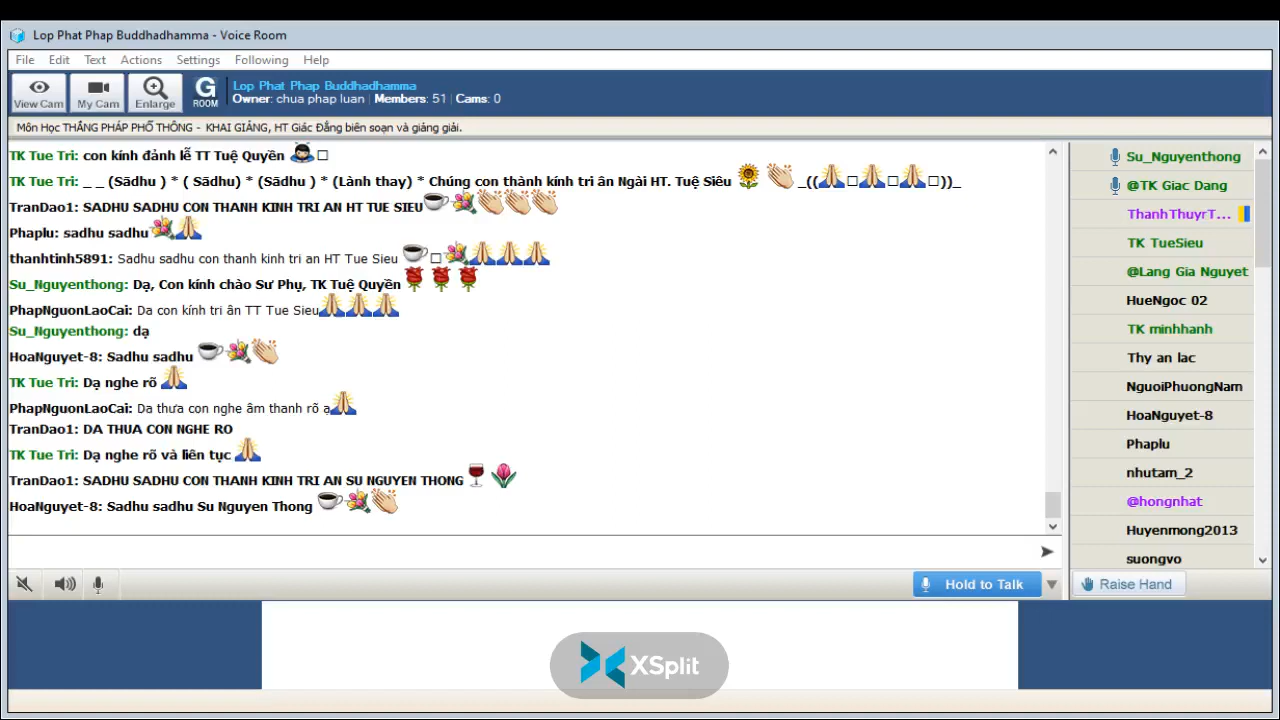 Lop Phat Phap Buddhadhamma - Voice Room
File Edit Text Actions Settings Following Help
View Cam My Cam Enlarge G ROOM
Lop Phat Phap Buddhadhamma
Owner: chua phap luan | Members: 51 | Cams: 0
Môn Học THẮNG PHÁP PHỔ THÔNG - KHAI GIẢNG, HT Giác Đẳng biên soạn và giảng giải.
TK Tue Tri: con kính đảnh lễ TT Tuệ Quyền
TK Tue Tri: _ _ (Sādhu ) * ( Sādhu) * (Sādhu ) * (Lành thay) * Chúng con thành kính tri ân Ngài HT. Tuệ Siêu _(( ))_
TranDao1: SADHU SADHU CON THANH KINH TRI AN HT TUE SIEU
Phaplu: sadhu sadhu
thanhtinh5891: Sadhu sadhu con thanh kinh tri an HT Tue Sieu
Su_Nguyenthong: Dạ, Con kính chào Sư Phụ, TK Tuệ Quyền
PhapNguonLaoCai: Da con kính tri ân TT Tue Sieu
Su_Nguyenthong: dạ
HoaNguyet-8: Sadhu sadhu
TK Tue Tri: Dạ nghe rõ
PhapNguonLaoCai: Da thưa con nghe âm thanh rõ ạ
TranDao1: DA THUA CON NGHE RO
TK Tue Tri: Dạ nghe rõ và liên tục
TranDao1: SADHU SADHU CON THANH KINH TRI AN SU NGUYEN THONG
HoaNguyet-8: Sadhu sadhu Su Nguyen Thong
Su_Nguyenthong
@TK Giac Dang
ThanhThuyrT...
TK TueSieu
@Lang Gia Nguyet
HueNgoc 02
TK minhhanh
Thy an lac
NguoiPhuongNam
HoaNguyet-8
Phaplu
nhutam_2
@hongnhat
Huyenmong2013
suongvo
Hold to Talk
Raise Hand
XSplit